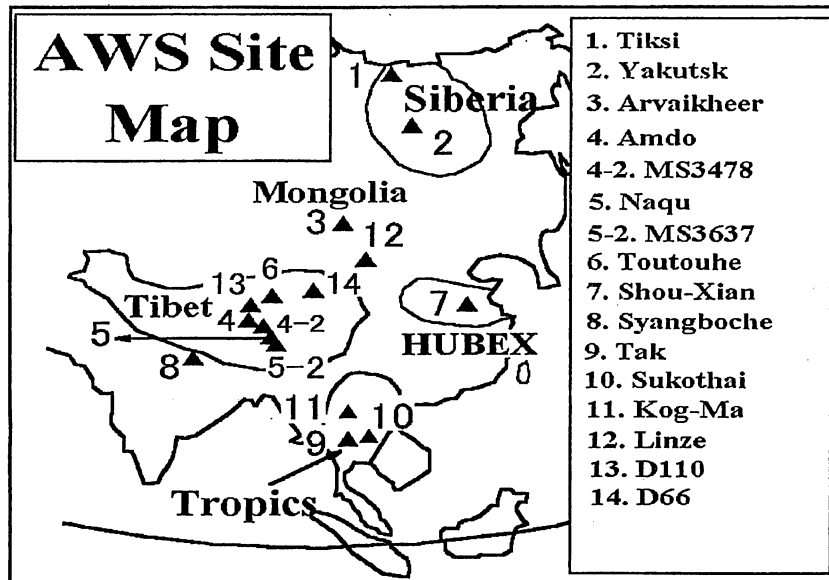 AWS Site
Map
1
Siberia
2
Mongolia
3
12
13
6
14
Tibet
4
4-2
5
5-2
8
7
HUBEX
11
10
9
Tropics
1. Tiksi
2. Yakutsk
3. Arvaikheer
4. Amdo
4-2. MS3478
5. Naqu
5-2. MS3637
6. Toutouhe
7. Shou-Xian
8. Syangboche
9. Tak
10. Sukothai
11. Kog-Ma
12. Linze
13. D110
14. D66